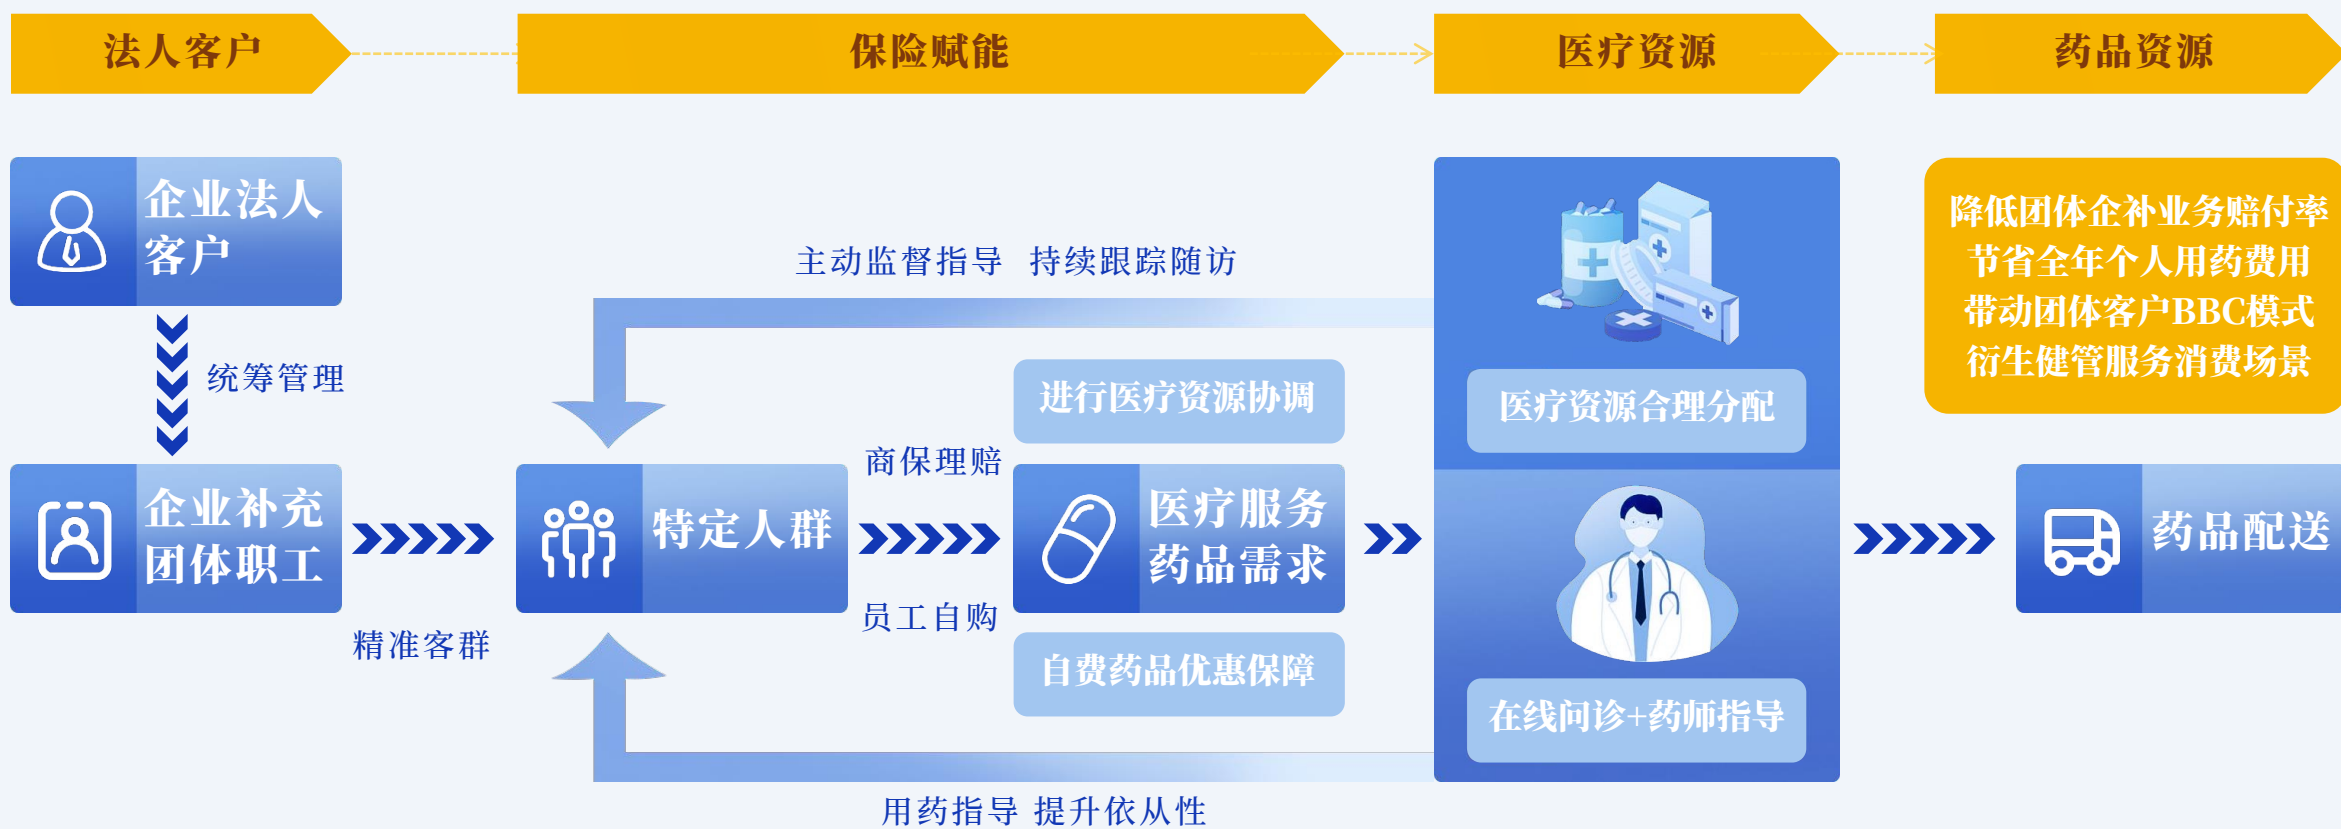 法人客户
保险赋能
医疗资源
药品资源
企业法人
客户
统筹管理
企业补充
团体职工
精准客群
主动监督指导 持续跟踪随访
特定人群
商保理赔
员工自购
进行医疗资源协调
医疗服务
药品需求
自费药品优惠保障
用药指导 提升依从性
医疗资源合理分配
在线问诊+药师指导
降低团体企补业务赔付率
节省全年个人用药费用
带动团体客户BBC模式
衍生健管服务消费场景
药品配送